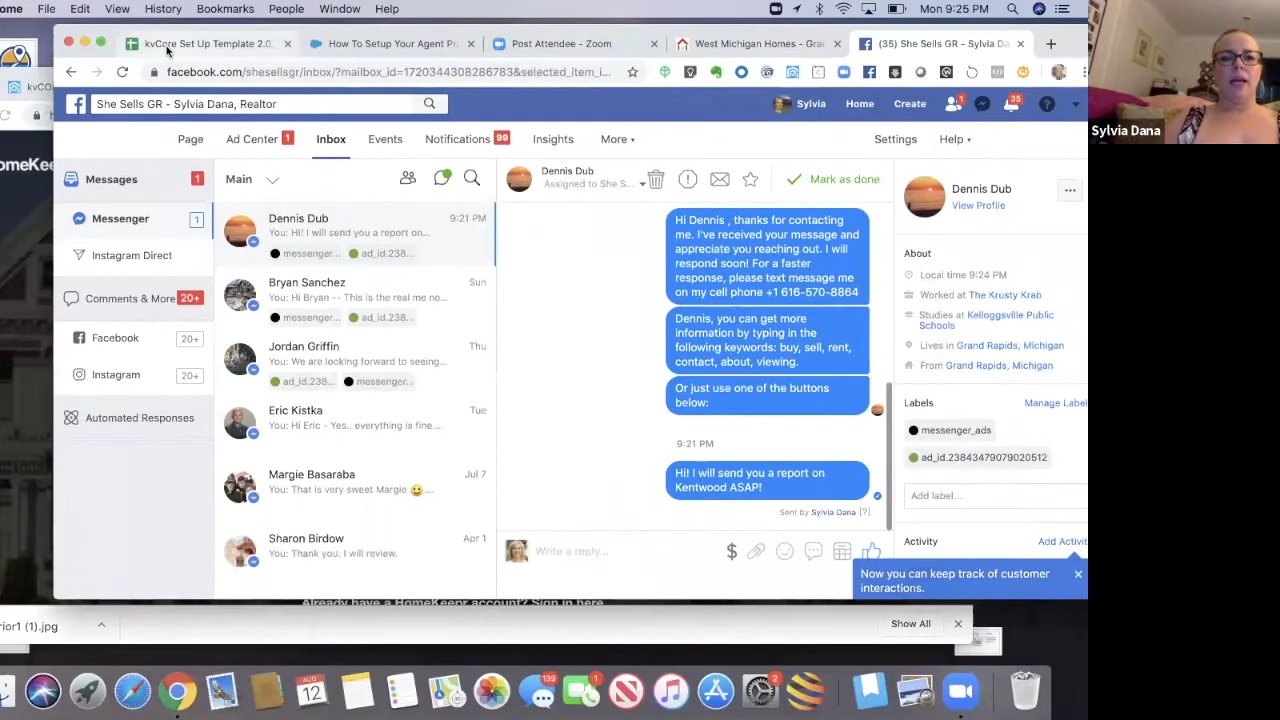 File Edit View History Bookmarks People Window Help
Mon 9:25 PM
kvCore Set Up Template 2.0,
How To Setup Your Agent Pr
Post Attendee - Zoom
West Michigan Homes - Gra
(35) She Sells GR - Sylvia Da
facebook.com/shesellsgr/inbox/?mailbox_id=1720344308286783&selected_item_i...
She Sells GR - Sylvia Dana, Realtor
Sylvia Home Create 1 35
Page Ad Center 1 Inbox Events Notifications 99 Insights More Settings Help
Messages 1
Messenger 1
Instagram Direct
Comments & More 20+
Facebook 20+
Instagram 20+
Automated Responses
Main
Dennis Dub 9:21 PM
You: Hi! I will send you a report on...
messenger... ad_id.238...
Bryan Sanchez Sun
You: Hi Bryan -- This is the real me no...
messenger... ad_id.238...
Jordan Griffin Thu
You: We are looking forward to seeing...
ad_id.238... messenger...
Eric Kistka Tue
You: Hi Eric - Yes.. everything is fine....
Margie Basaraba Jul 7
You: That is very sweet Margie 😀 ....
Sharon Birdow Apr 1
You: Thank you. I will review.
Dennis Dub
Assigned to She S...
Mark as done
Hi Dennis , thanks for contacting
me. I've received your message and
appreciate you reaching out. I will
respond soon! For a faster
response, please text message me
on my cell phone +1 616-570-8864
Dennis, you can get more
information by typing in the
following keywords: buy, sell, rent,
contact, about, viewing.
Or just use one of the buttons
below:
9:21 PM
Hi! I will send you a report on
Kentwood ASAP!
Sent by Sylvia Dana [?]
Write a reply...
Dennis Dub
View Profile
About
Local time 9:24 PM
Worked at The Krusty Krab
Studies at Kelloggsville Public
Schools
Lives in Grand Rapids, Michigan
From Grand Rapids, Michigan
Labels Manage Label
messenger_ads
ad_id.23843479079020512
Add label...
Activity Add Activit
Now you can keep track of customer
interactions.
Already have a HomeKeepr account? Sign in here
rior1 (1).jpg
Show All
AUG
12
139
1
2
Sylvia Dana
kvCO
omeKee